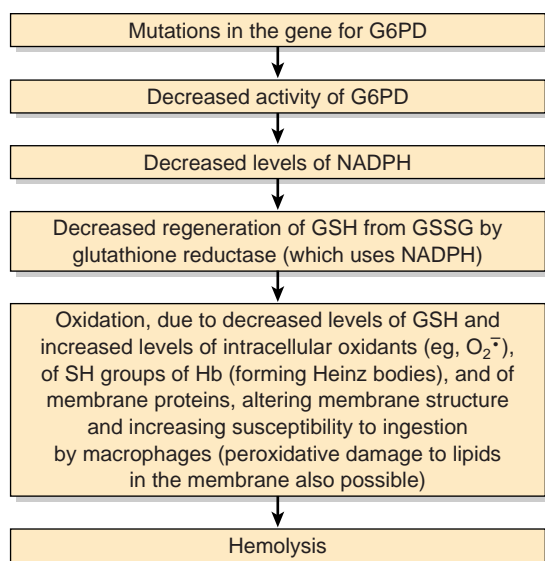 Mutations in the gene for G6PD
Decreased activity of G6PD
Decreased levels of NADPH
Decreased regeneration of GSH from GSSG by
glutathione reductase (which uses NADPH)
Oxidation, due to decreased levels of GSH and
increased levels of intracellular oxidants (eg, O₂⁻•),
of SH groups of Hb (forming Heinz bodies), and of
membrane proteins, altering membrane structure
and increasing susceptibility to ingestion
by macrophages (peroxidative damage to lipids
in the membrane also possible)
Hemolysis